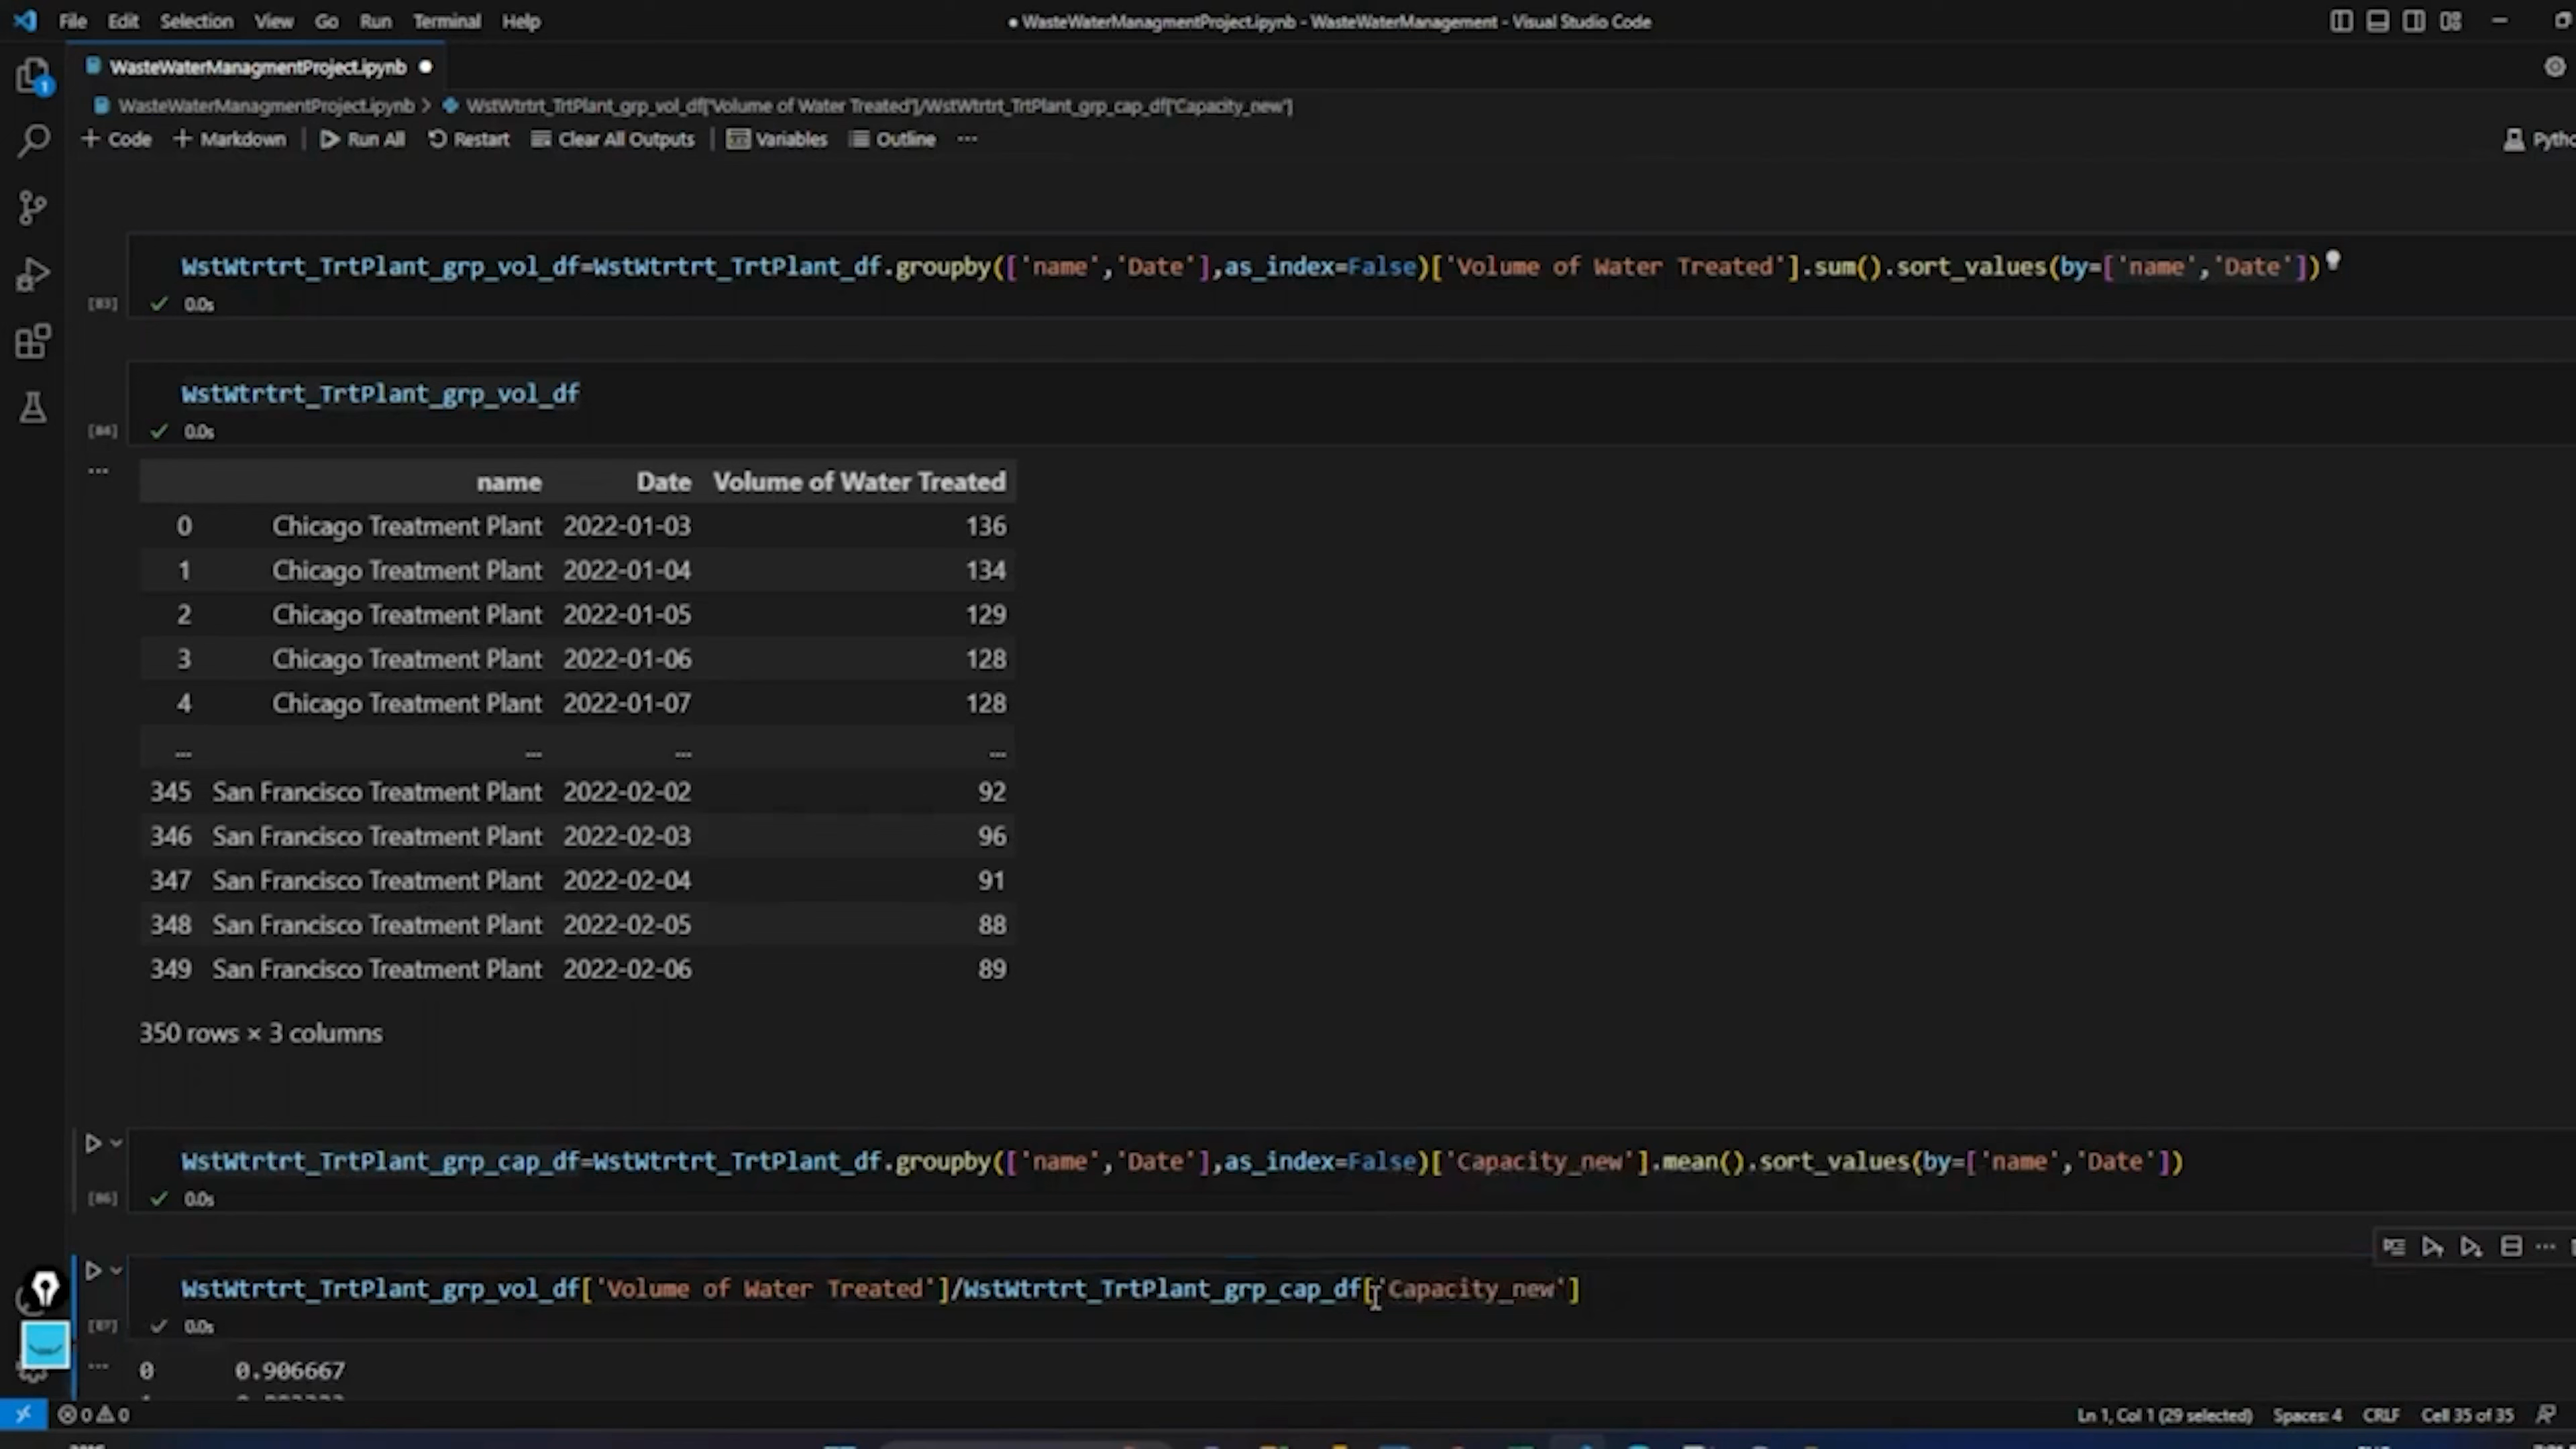 File Edit Selection View Go Run Terminal Help
● WasteWaterManagmentProject.ipynb - WasteWaterManagement - Visual Studio Code
WasteWaterManagmentProject.ipynb ●
WasteWaterManagmentProject.ipynb > WstWtrtrt_TrtPlant_grp_vol_df['Volume of Water Treated']/WstWtrtrt_TrtPlant_grp_cap_df['Capacity_new']
+ Code + Markdown | Run All Restart Clear All Outputs | Variables Outline ...
WstWtrtrt_TrtPlant_grp_vol_df=WstWtrtrt_TrtPlant_df.groupby(['name','Date'],as_index=False)['Volume of Water Treated'].sum().sort_values(by=['name','Date'])
[83] ✓ 0.0s
WstWtrtrt_TrtPlant_grp_vol_df
[84] ✓ 0.0s
... name Date Volume of Water Treated
0 Chicago Treatment Plant 2022-01-03 136
1 Chicago Treatment Plant 2022-01-04 134
2 Chicago Treatment Plant 2022-01-05 129
3 Chicago Treatment Plant 2022-01-06 128
4 Chicago Treatment Plant 2022-01-07 128
... ... ... ...
345 San Francisco Treatment Plant 2022-02-02 92
346 San Francisco Treatment Plant 2022-02-03 96
347 San Francisco Treatment Plant 2022-02-04 91
348 San Francisco Treatment Plant 2022-02-05 88
349 San Francisco Treatment Plant 2022-02-06 89
350 rows × 3 columns
WstWtrtrt_TrtPlant_grp_cap_df=WstWtrtrt_TrtPlant_df.groupby(['name','Date'],as_index=False)['Capacity_new'].mean().sort_values(by=['name','Date'])
[86] ✓ 0.0s
WstWtrtrt_TrtPlant_grp_vol_df['Volume of Water Treated']/WstWtrtrt_TrtPlant_grp_cap_df['Capacity_new']
[87] ✓ 0.0s
... 0 0.906667
0 0 Ln 1, Col 1 (29 selected) Spaces: 4 CRLF Cell 35 of 35